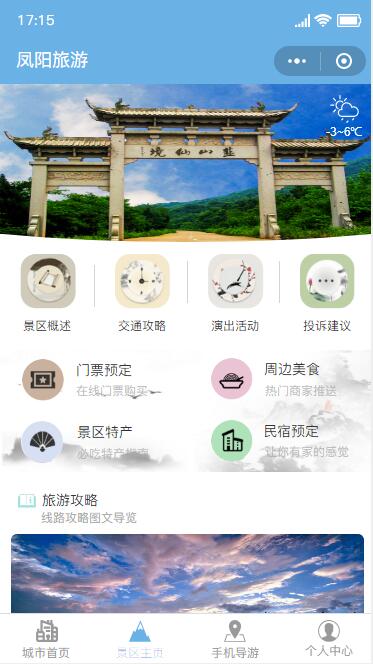 17:15
凤阳旅游
-3~6℃
韭山仙境
景区概述
交通攻略
演出活动
投诉建议
门票预定
在线门票购买
周边美食
热门商家推送
景区特产
必吃特产指南
民宿预定
让你有家的感觉
旅游攻略
线路攻略图文导览
城市首页
景区主页
手机导游
个人中心